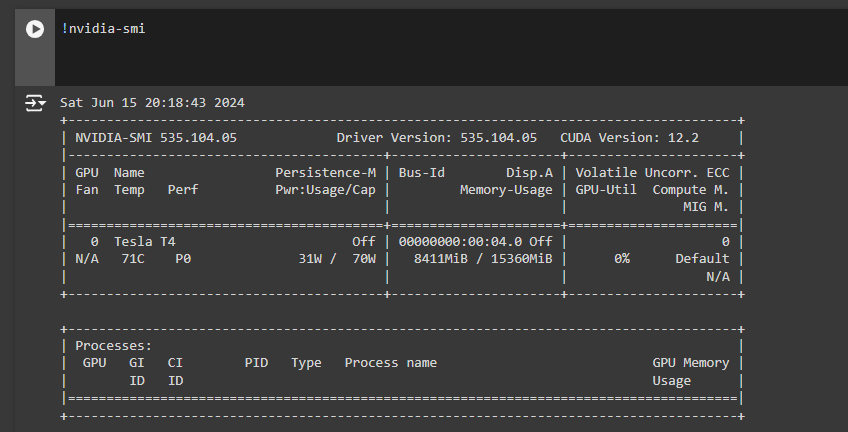 !nvidia-smi
Sat Jun 15 20:18:43 2024
+---------------------------------------------------------------------------------------+
| NVIDIA-SMI 535.104.05             Driver Version: 535.104.05   CUDA Version: 12.2     |
|-----------------------------------------+----------------------+----------------------+
| GPU  Name                 Persistence-M | Bus-Id        Disp.A | Volatile Uncorr. ECC |
| Fan  Temp   Perf          Pwr:Usage/Cap |         Memory-Usage | GPU-Util  Compute M. |
|                                         |                      |               MIG M. |
|=========================================+======================+======================|
|   0  Tesla T4                       Off | 00000000:00:04.0 Off |                    0 |
| N/A   71C    P0              31W /  70W |   8411MiB / 15360MiB |      0%      Default |
|                                         |                      |                  N/A |
+-----------------------------------------+----------------------+----------------------+

+---------------------------------------------------------------------------------------+
| Processes:                                                                            |
|  GPU   GI   CI        PID   Type   Process name                            GPU Memory |
|        ID   ID                                                             Usage      |
|=======================================================================================|
+---------------------------------------------------------------------------------------+